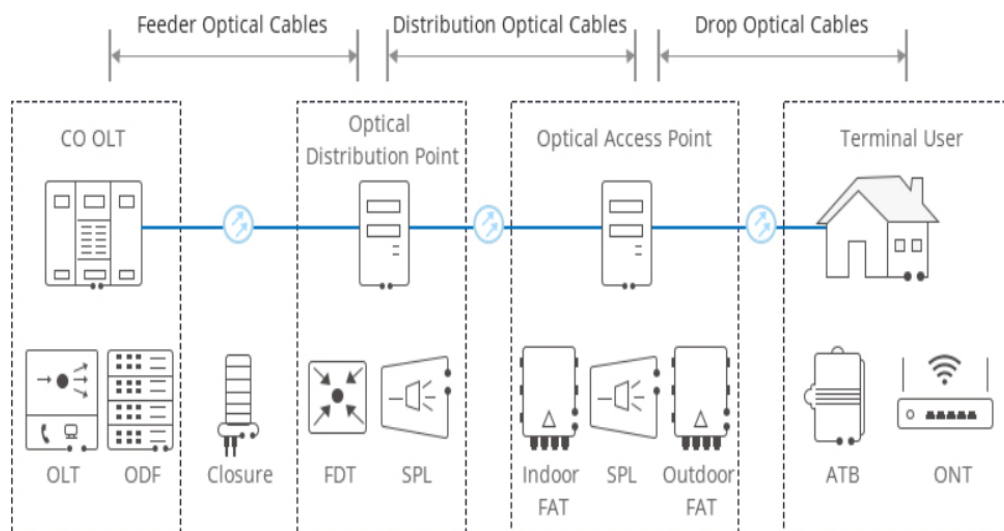 Feeder Optical Cables
Distribution Optical Cables
Drop Optical Cables
CO OLT
Optical
Distribution Point
Optical Access Point
Terminal User
OLT
ODF
Closure
FDT
SPL
Indoor
FAT
SPL
Outdoor
FAT
ATB
ONT